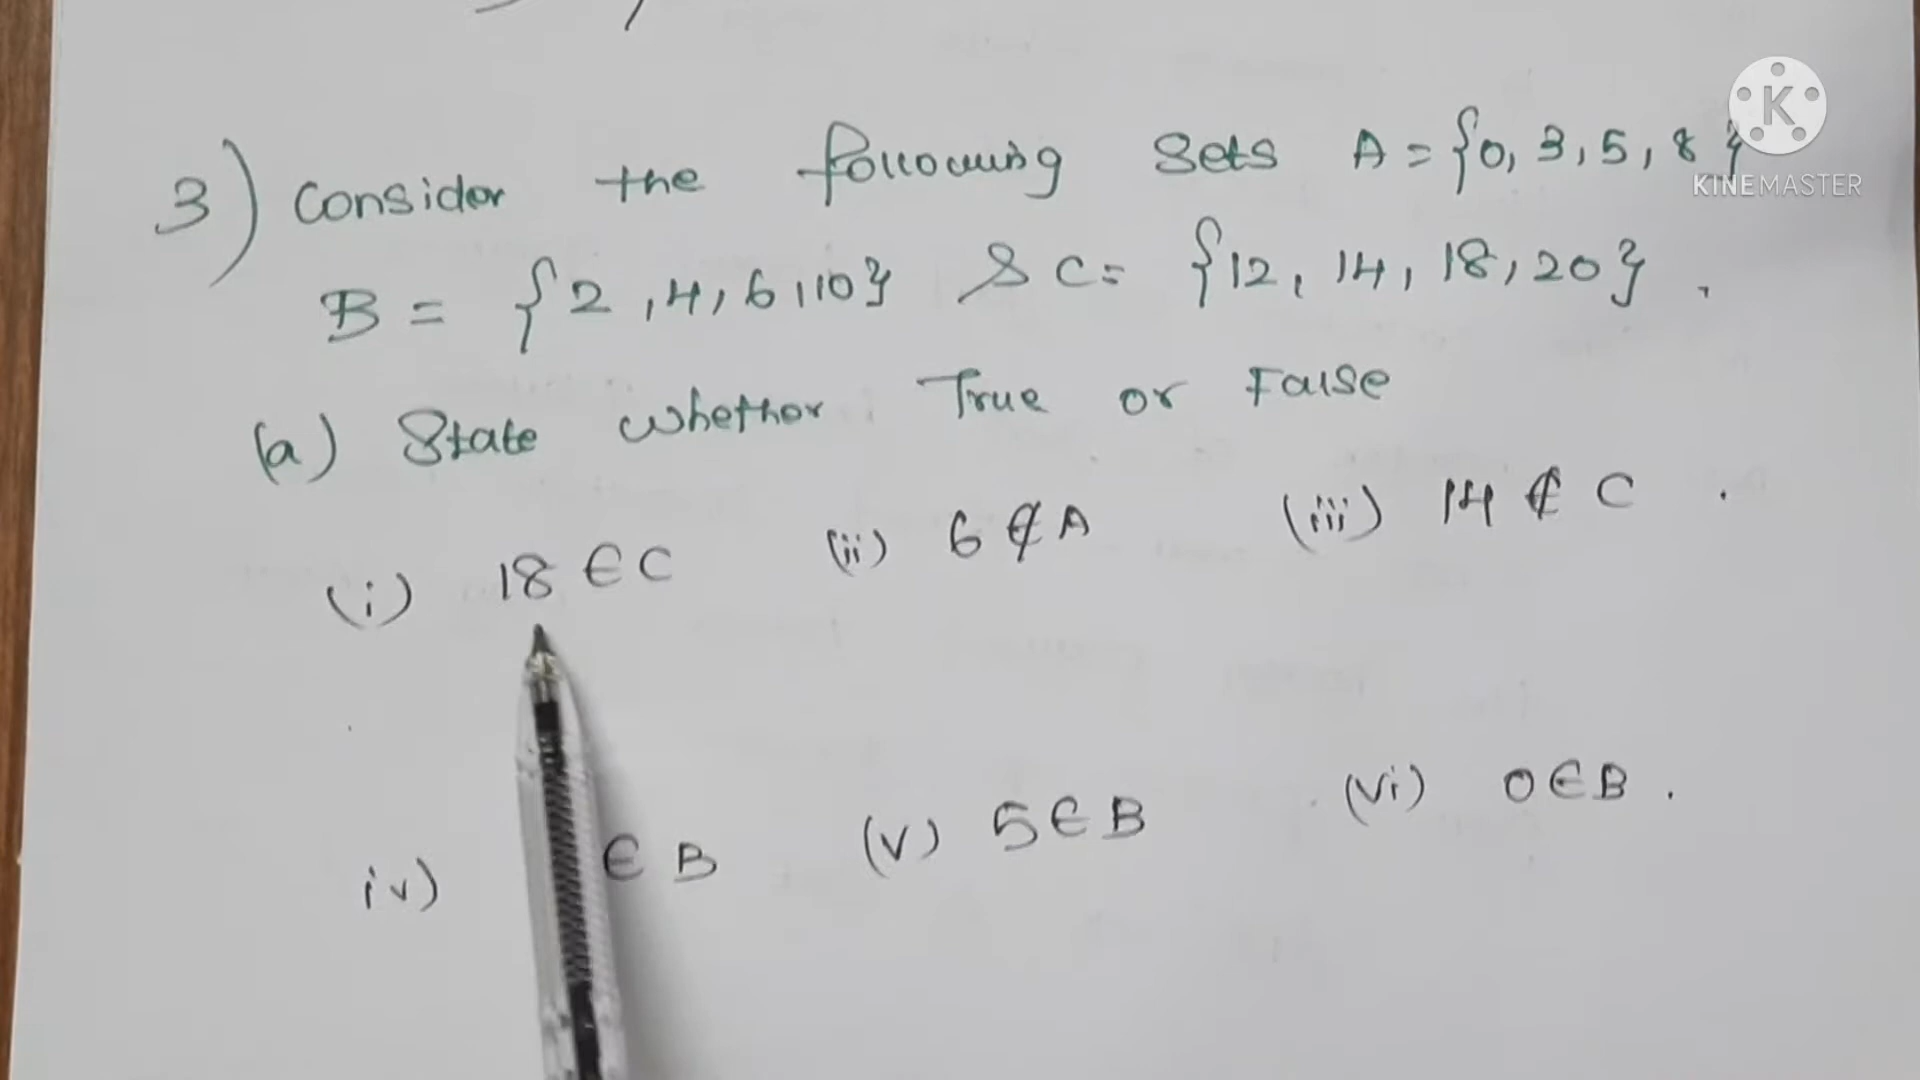 3) Consider the following sets A = {0, 3, 5, 8}
KINEMASTER
B = {2, 4, 6, 10} & C = {12, 14, 18, 20}.
(a) State whether True or False
(i) 18 ∈ C (ii) 6 ∉ A (iii) 14 ∉ C.
iv) ∈ B (v) 5 ∈ B (vi) 0 ∈ B.